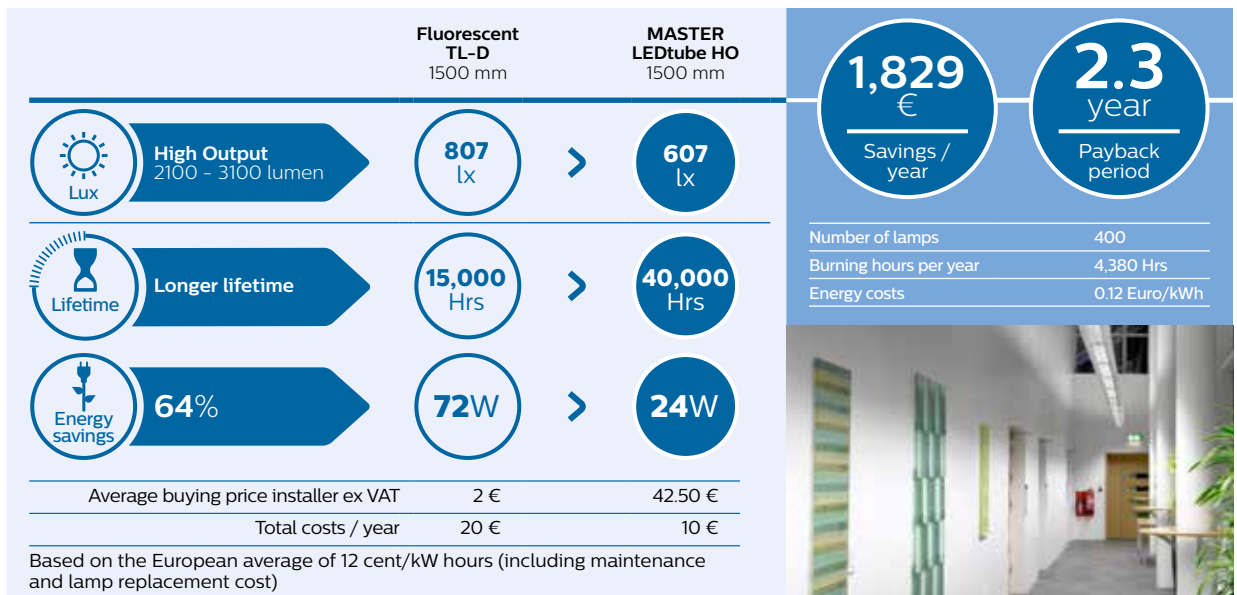 Fluorescent
TL-D
1500 mm
MASTER
LEDtube HO
1500 mm
Lux
High Output
2100 - 3100 lumen
807
lx
>
607
lx
Lifetime
Longer lifetime
15,000
Hrs
>
40,000
Hrs
Energy
savings
64%
72W
>
24W
Average buying price installer ex VAT 2 € 42.50 €
Total costs / year 20 € 10 €
Based on the European average of 12 cent/kW hours (including maintenance
and lamp replacement cost)
1,829
€
Savings /
year
2.3
year
Payback
period
Number of lamps 400
Burning hours per year 4,380 Hrs
Energy costs 0.12 Euro/kWh